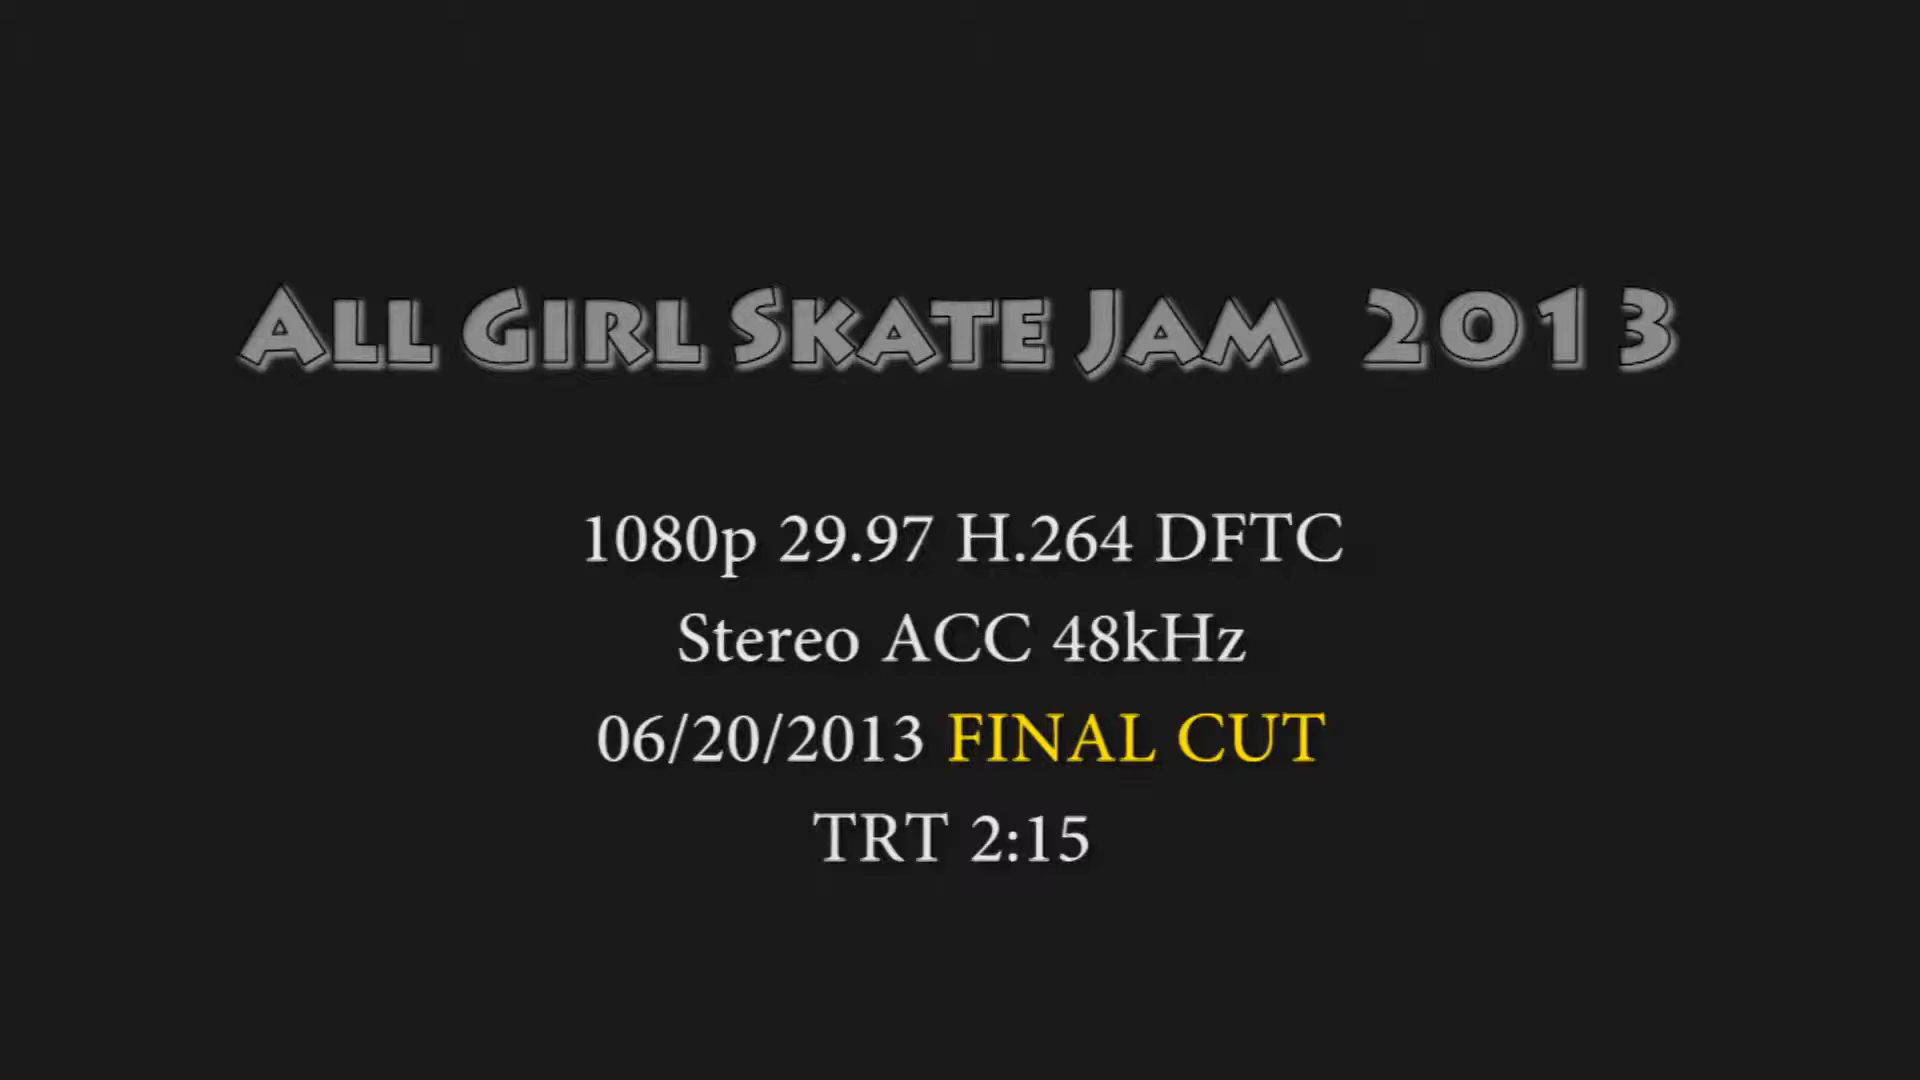 All Girl Skate Jam 2013
1080p 29.97 H.264 DFTC
Stereo ACC 48kHz
06/20/2013 FINAL CUT
TRT 2:15